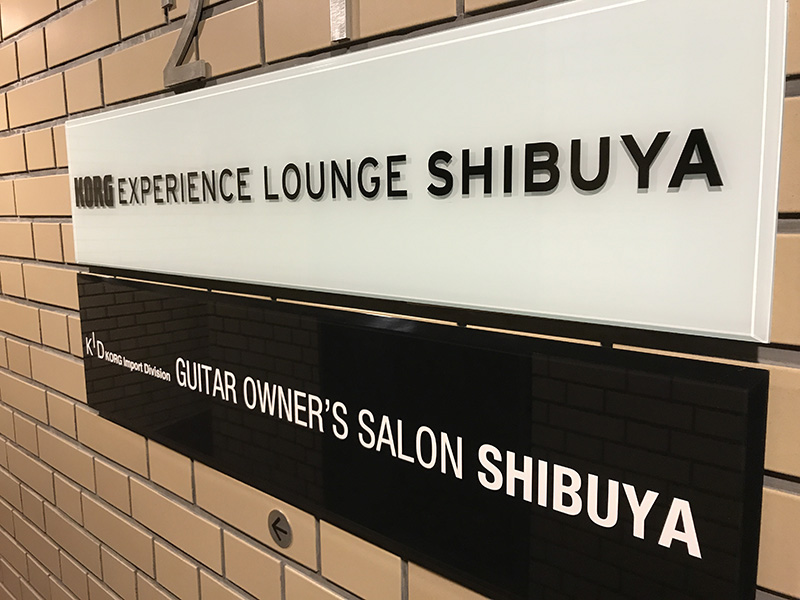 KORG EXPERIENCE LOUNGE SHIBUYA
KID KORG Import Division GUITAR OWNER'S SALON SHIBUYA